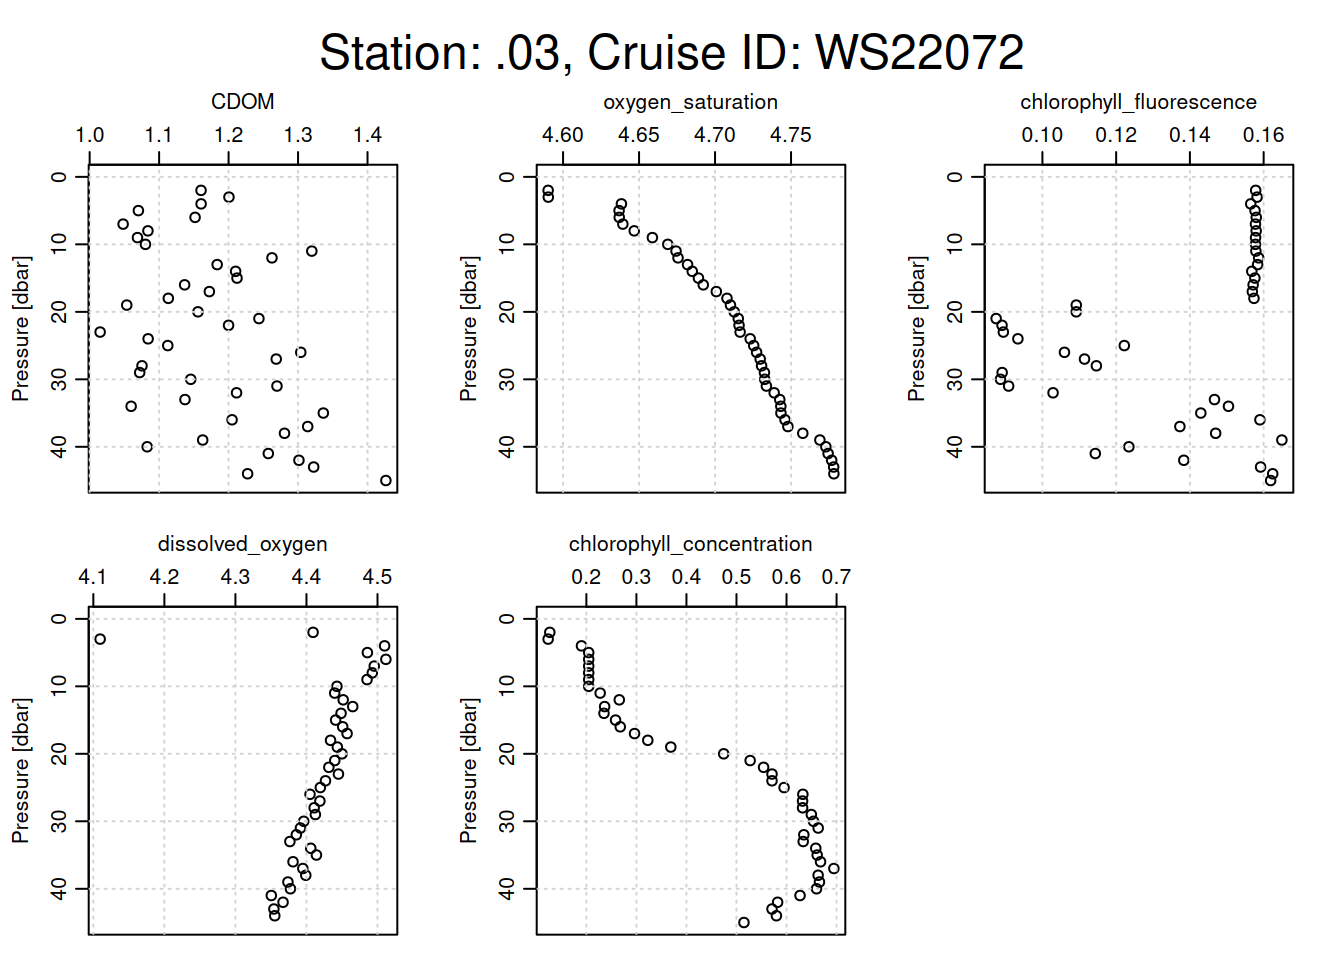 Station: .03, Cruise ID: WS22072
CDOM
1.0 1.1 1.2 1.3 1.4
0
10
20
30
40
Pressure [dbar]
oxygen_saturation
4.60 4.65 4.70 4.75
0
10
20
30
40
Pressure [dbar]
chlorophyll_fluorescence
0.10 0.12 0.14 0.16
0
10
20
30
40
Pressure [dbar]
dissolved_oxygen
4.1 4.2 4.3 4.4 4.5
0
10
20
30
40
Pressure [dbar]
chlorophyll_concentration
0.2 0.3 0.4 0.5 0.6 0.7
0
10
20
30
40
Pressure [dbar]